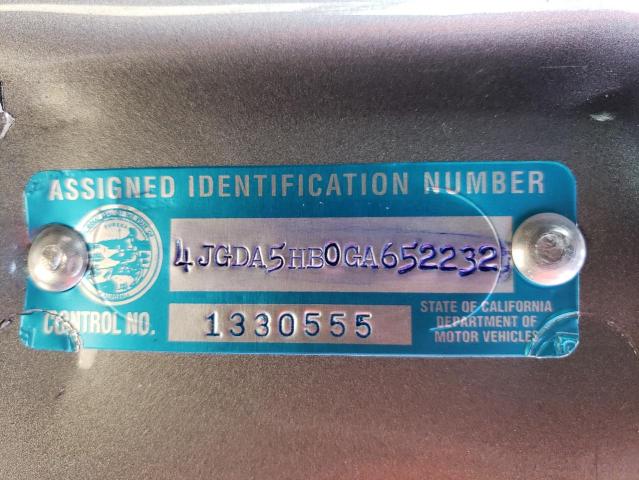 ASSIGNED IDENTIFICATION NUMBER
4JGDA5HB0GA652232
CONTROL NO. 1330555
STATE OF CALIFORNIA
DEPARTMENT OF
MOTOR VEHICLES